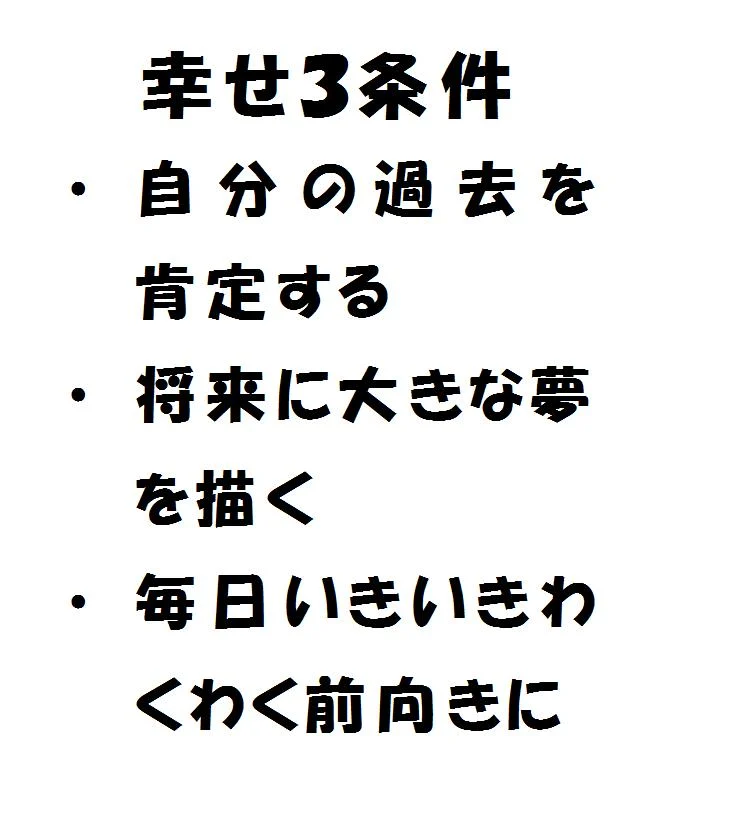 幸せ3条件
・自分の過去を
肯定する
・将来に大きな夢
を描く
・毎日いきいきわ
くわく前向きに